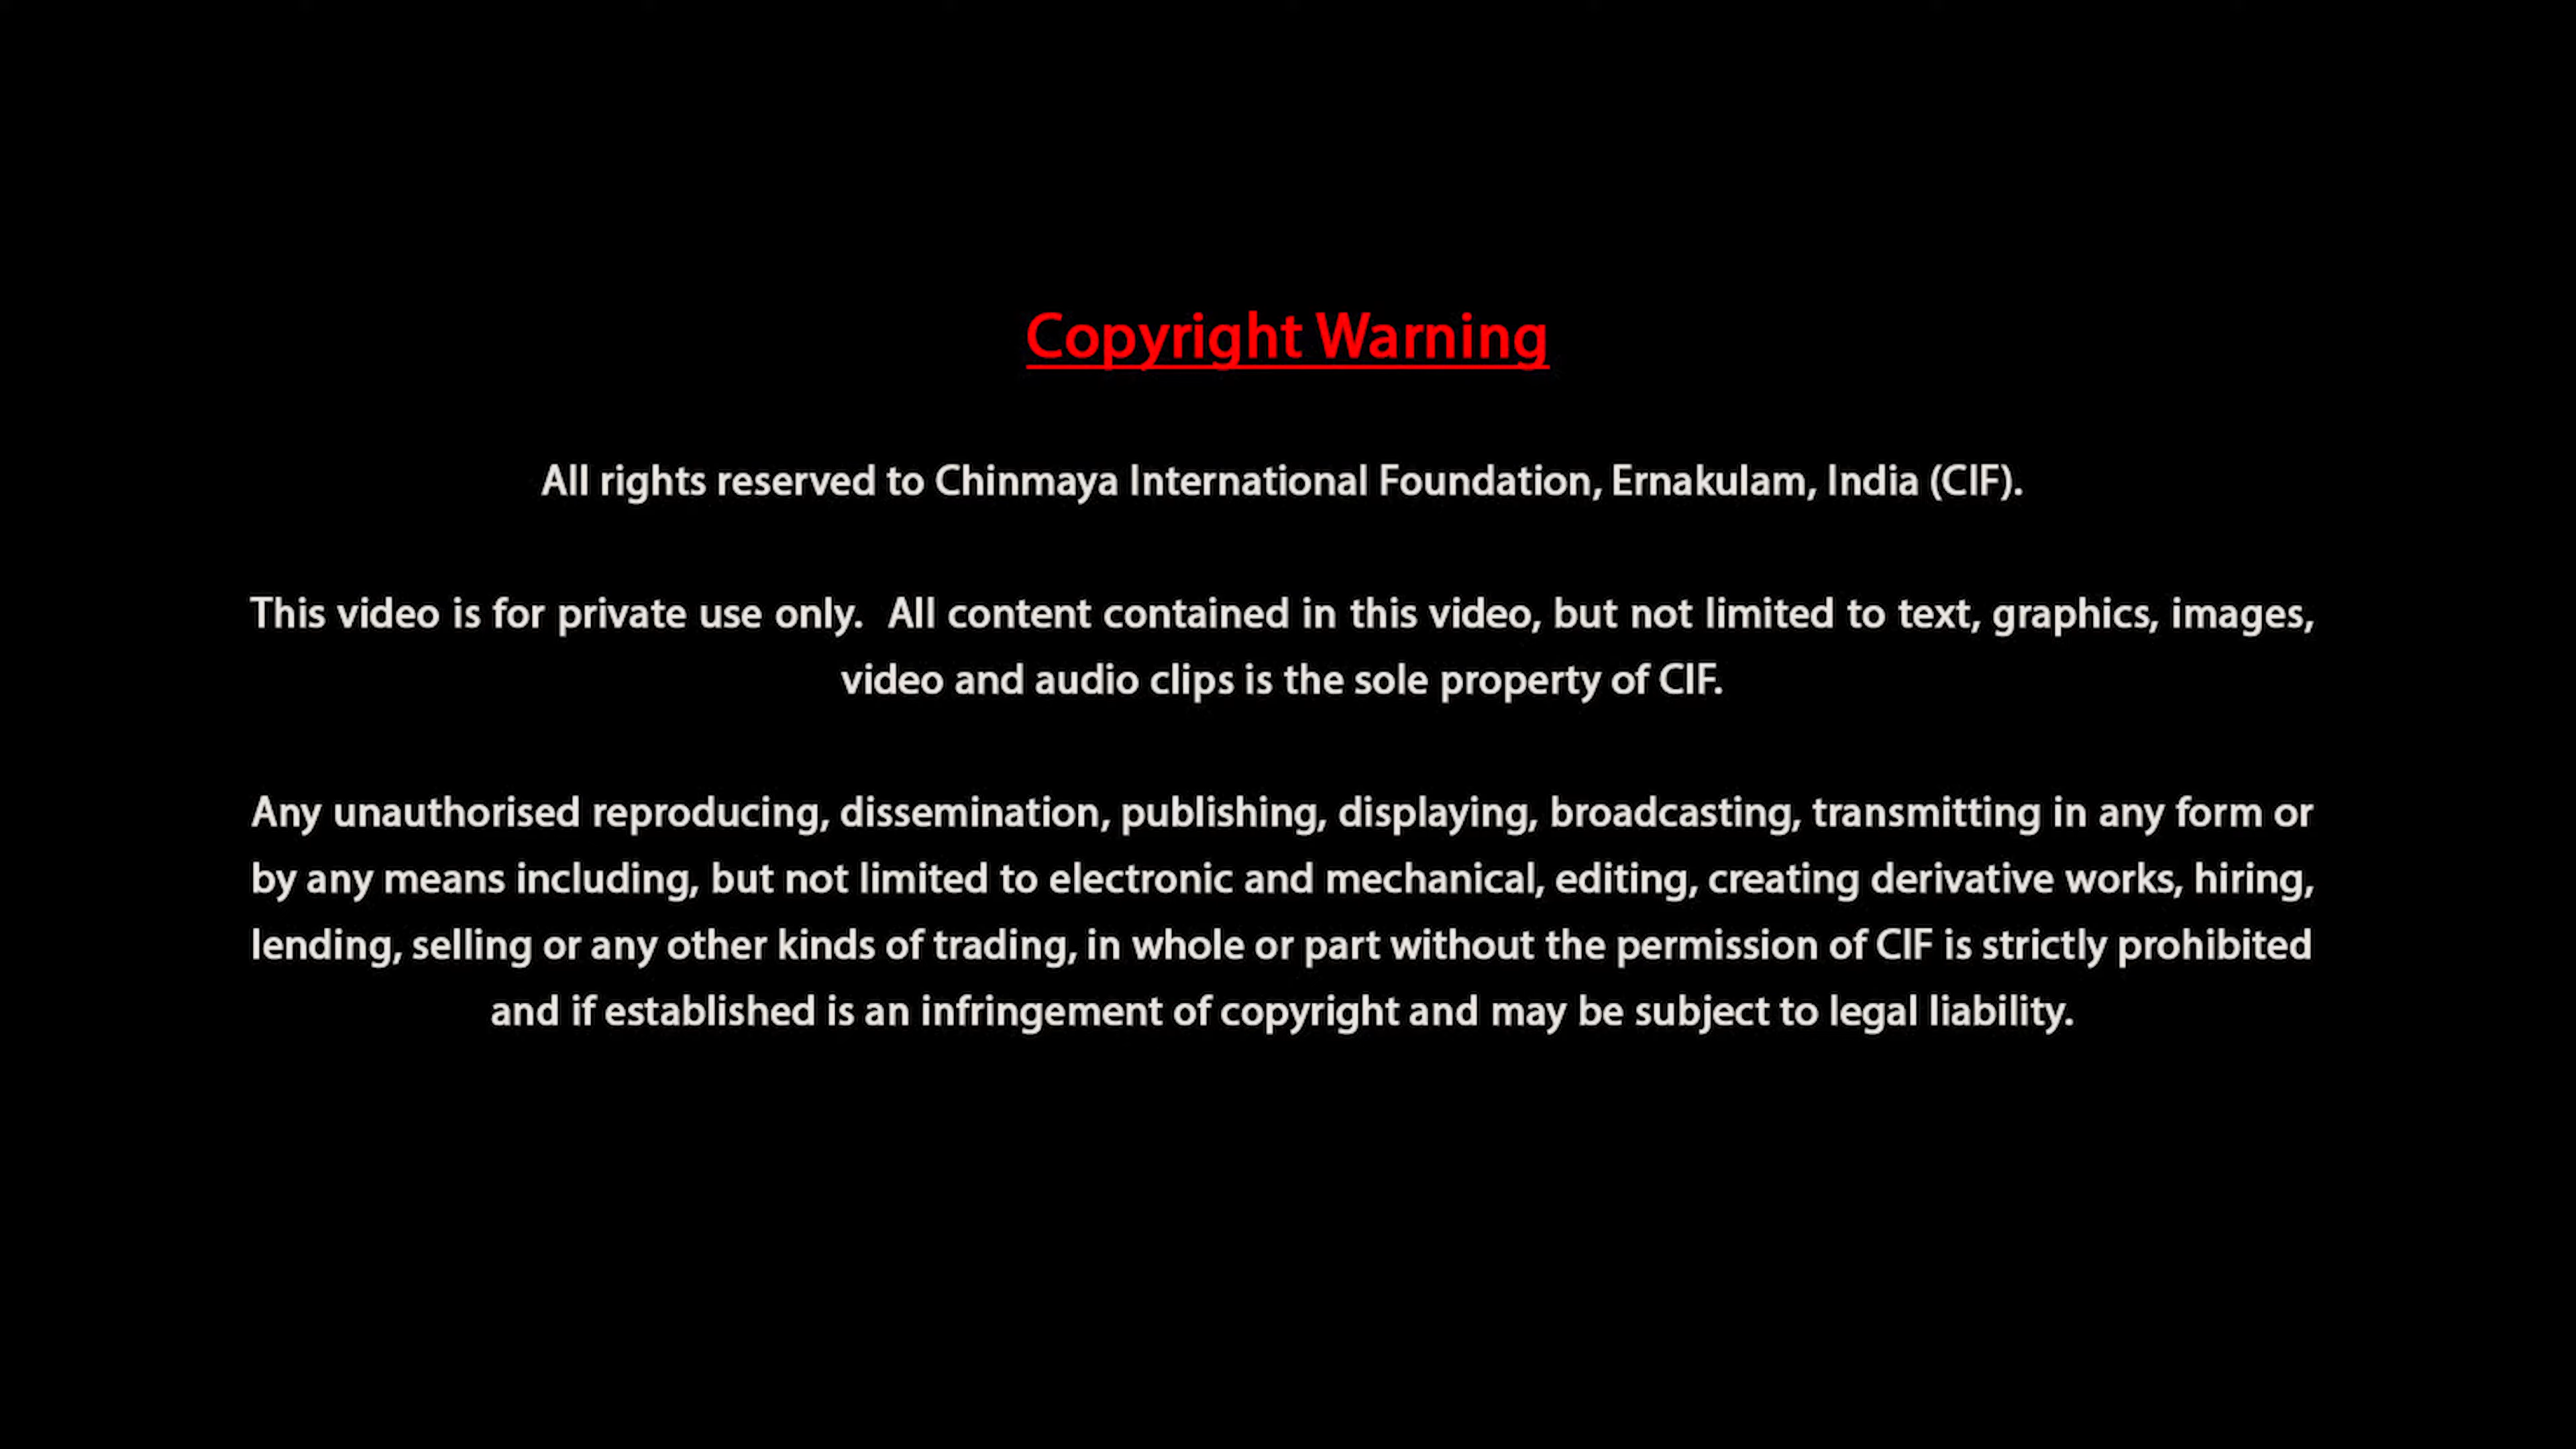 Copyright Warning
All rights reserved to Chinmaya International Foundation, Ernakulam, India (CIF).
This video is for private use only.  All content contained in this video, but not limited to text, graphics, images,
video and audio clips is the sole property of CIF.
Any unauthorised reproducing, dissemination, publishing, displaying, broadcasting, transmitting in any form or
by any means including, but not limited to electronic and mechanical, editing, creating derivative works, hiring,
lending, selling or any other kinds of trading, in whole or part without the permission of CIF is strictly prohibited
and if established is an infringement of copyright and may be subject to legal liability.